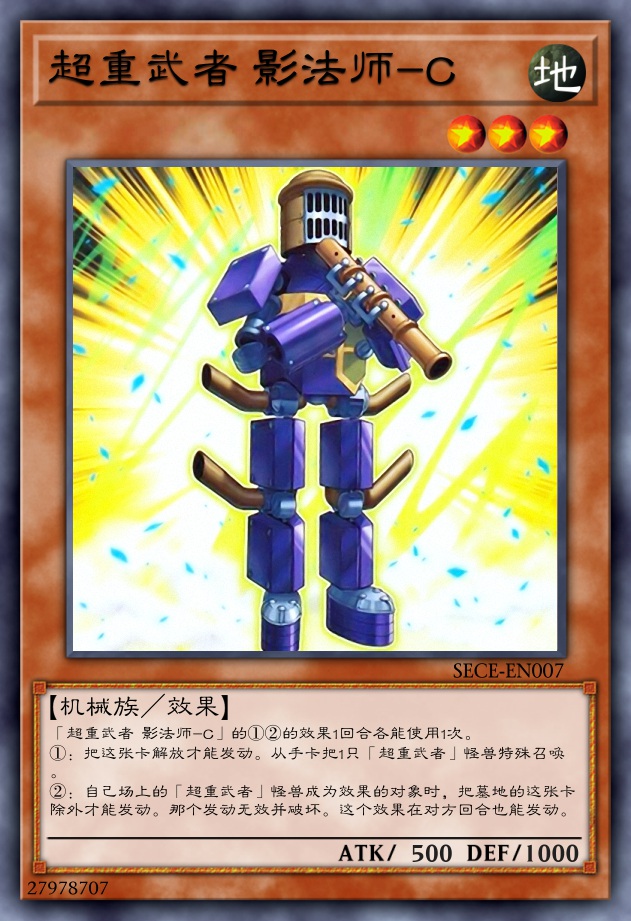 超重武者 影法师-C
地
SECE-EN007
【机械族／效果】
「超重武者 影法师-C」的①②的效果1回合各能使用1次。
①：把这张卡解放才能发动。从手卡把1只「超重武者」怪兽特殊召唤
。
②：自己场上的「超重武者」怪兽成为效果的对象时，把墓地的这张卡
除外才能发动。那个发动无效并破坏。这个效果在对方回合也能发动。
ATK/ 500 DEF/1000
27978707